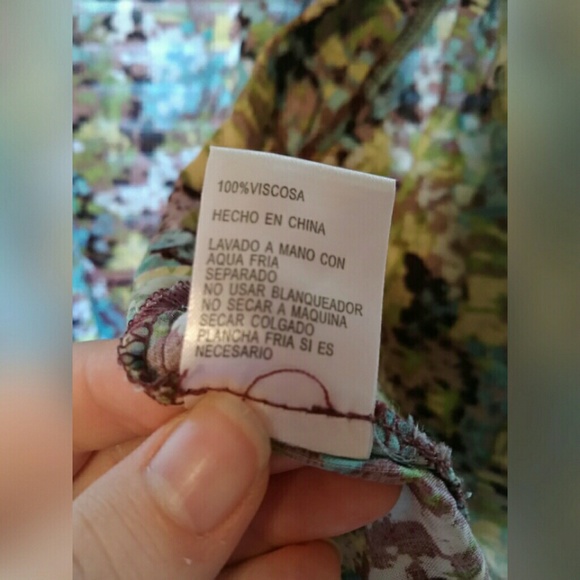 100%VISCOSA
HECHO EN CHINA
LAVADO A MANO CON
AQUA FRIA
SEPARADO
NO USAR BLANQUEADOR
NO SECAR A MAQUINA
SECAR COLGADO
PLANCHA FRIA SI ES
NECESARIO